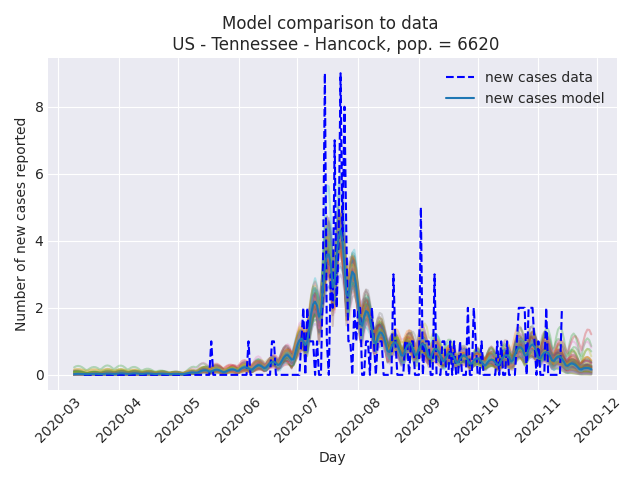 Model comparison to data
US - Tennessee - Hancock, pop. = 6620
new cases data
new cases model
Number of new cases reported
8
6
4
2
0
2020-03
2020-04
2020-05
2020-06
2020-07
2020-08
2020-09
2020-10
2020-11
2020-12
Day